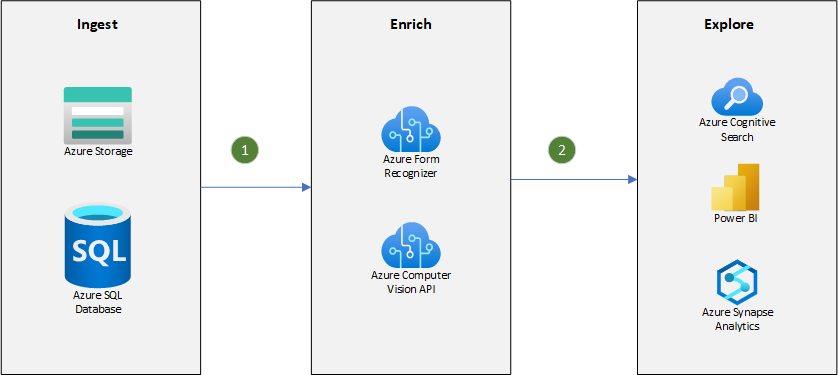 Ingest
Azure Storage
SQL
Azure SQL
Database
1
Enrich
Azure Form
Recognizer
Azure Computer
Vision API
2
Explore
Azure Cognitive
Search
Power BI
Azure Synapse
Analytics